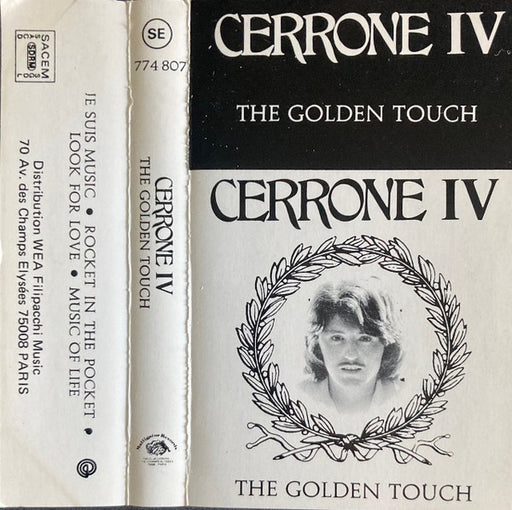 SACEM
SDRM
JE SUIS MUSIC • ROCKET IN THE POCKET •
LOOK FOR LOVE • MUSIC OF LIFE
Distribution WEA Filipacchi Music
70 Av. des Champs Elysées 75008 PARIS
SE
774 807
CERRONE IV
THE GOLDEN TOUCH
Malligator Records
CERRONE IV
THE GOLDEN TOUCH
CERRONE IV
THE GOLDEN TOUCH